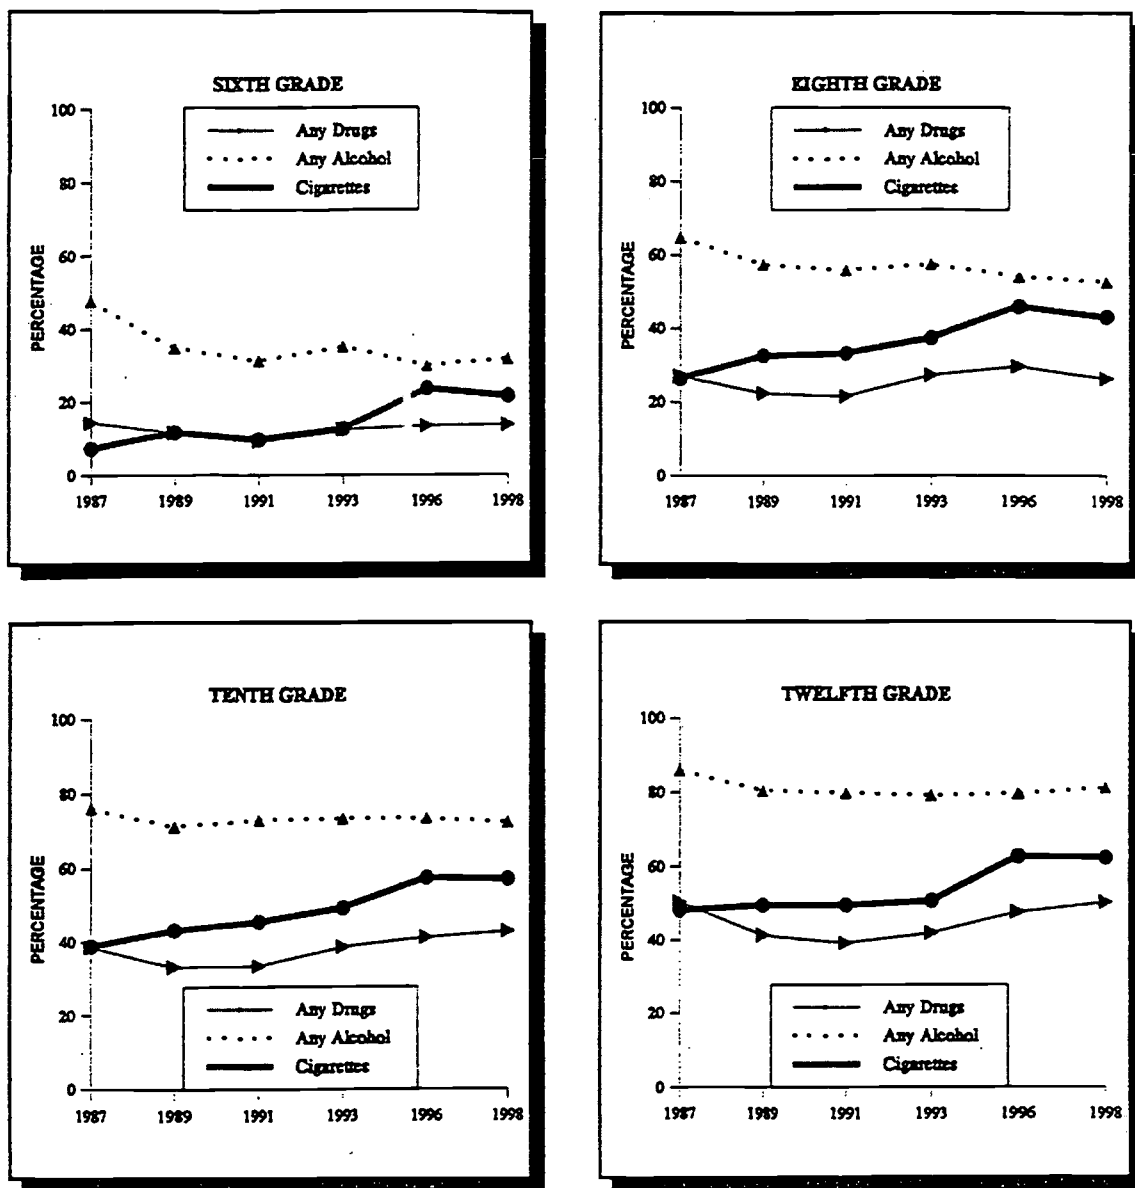 SIXTH GRADE
Any Drugs
Any Alcohol
Cigarettes
PERCENTAGE
100
80
60
40
20
0
1987 1989 1991 1993 1996 1998
EIGHTH GRADE
Any Drugs
Any Alcohol
Cigarettes
PERCENTAGE
100
80
60
40
20
0
1987 1989 1991 1993 1996 1998
TENTH GRADE
PERCENTAGE
100
80
60
40
20
0
Any Drugs
Any Alcohol
Cigarettes
1987 1989 1991 1993 1996 1998
TWELFTH GRADE
PERCENTAGE
100
80
60
40
20
0
Any Drugs
Any Alcohol
Cigarettes
1987 1989 1991 1993 1996 1998